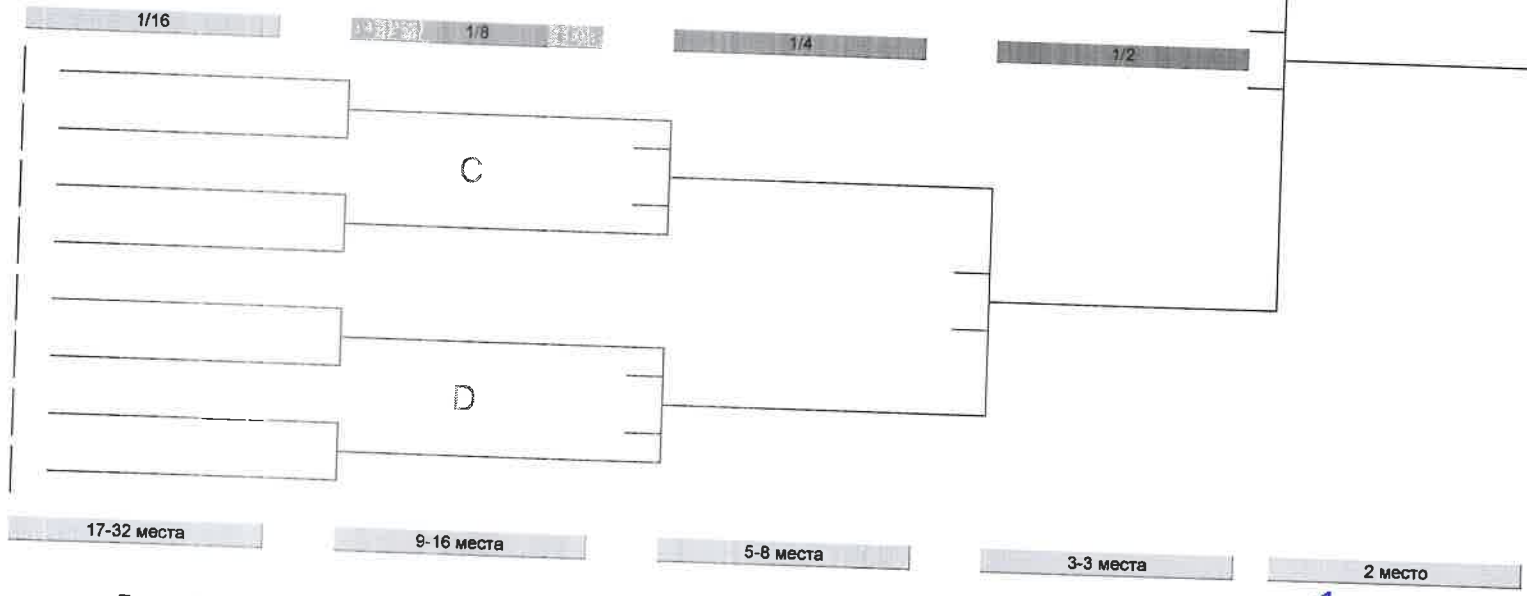 1/16
1/8
1/4
1/2
C
D
17-32 места
9-16 места
5-8 места
3-3 места
2 место